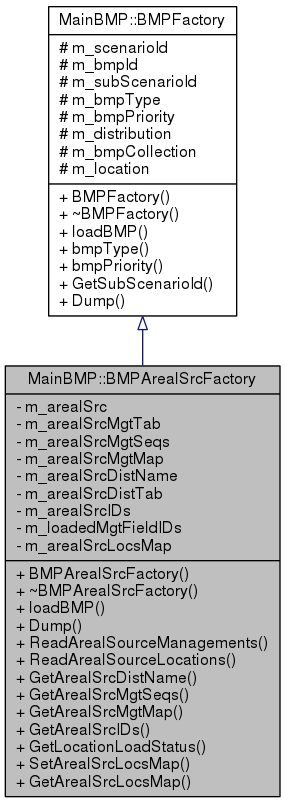 MainBMP::BMPFactory
# m_scenarioId
# m_bmpId
# m_subScenarioId
# m_bmpType
# m_bmpPriority
# m_distribution
# m_bmpCollection
# m_location
+ BMPFactory()
+ ~BMPFactory()
+ loadBMP()
+ bmpType()
+ bmpPriority()
+ GetSubScenarioId()
+ Dump()
MainBMP::BMPArealSrcFactory
- m_arealSrc
- m_arealSrcMgtTab
- m_arealSrcMgtSeqs
- m_arealSrcMgtMap
- m_arealSrcDistName
- m_arealSrcDistTab
- m_arealSrcIDs
- m_loadedMgtFieldIDs
- m_arealSrcLocsMap
+ BMPArealSrcFactory()
+ ~BMPArealSrcFactory()
+ loadBMP()
+ Dump()
+ ReadArealSourceManagements()
+ ReadArealSourceLocations()
+ GetArealSrcDistName()
+ GetArealSrcMgtSeqs()
+ GetArealSrcMgtMap()
+ GetArealSrcIDs()
+ GetLocationLoadStatus()
+ SetArealSrcLocsMap()
+ GetArealSrcLocsMap()